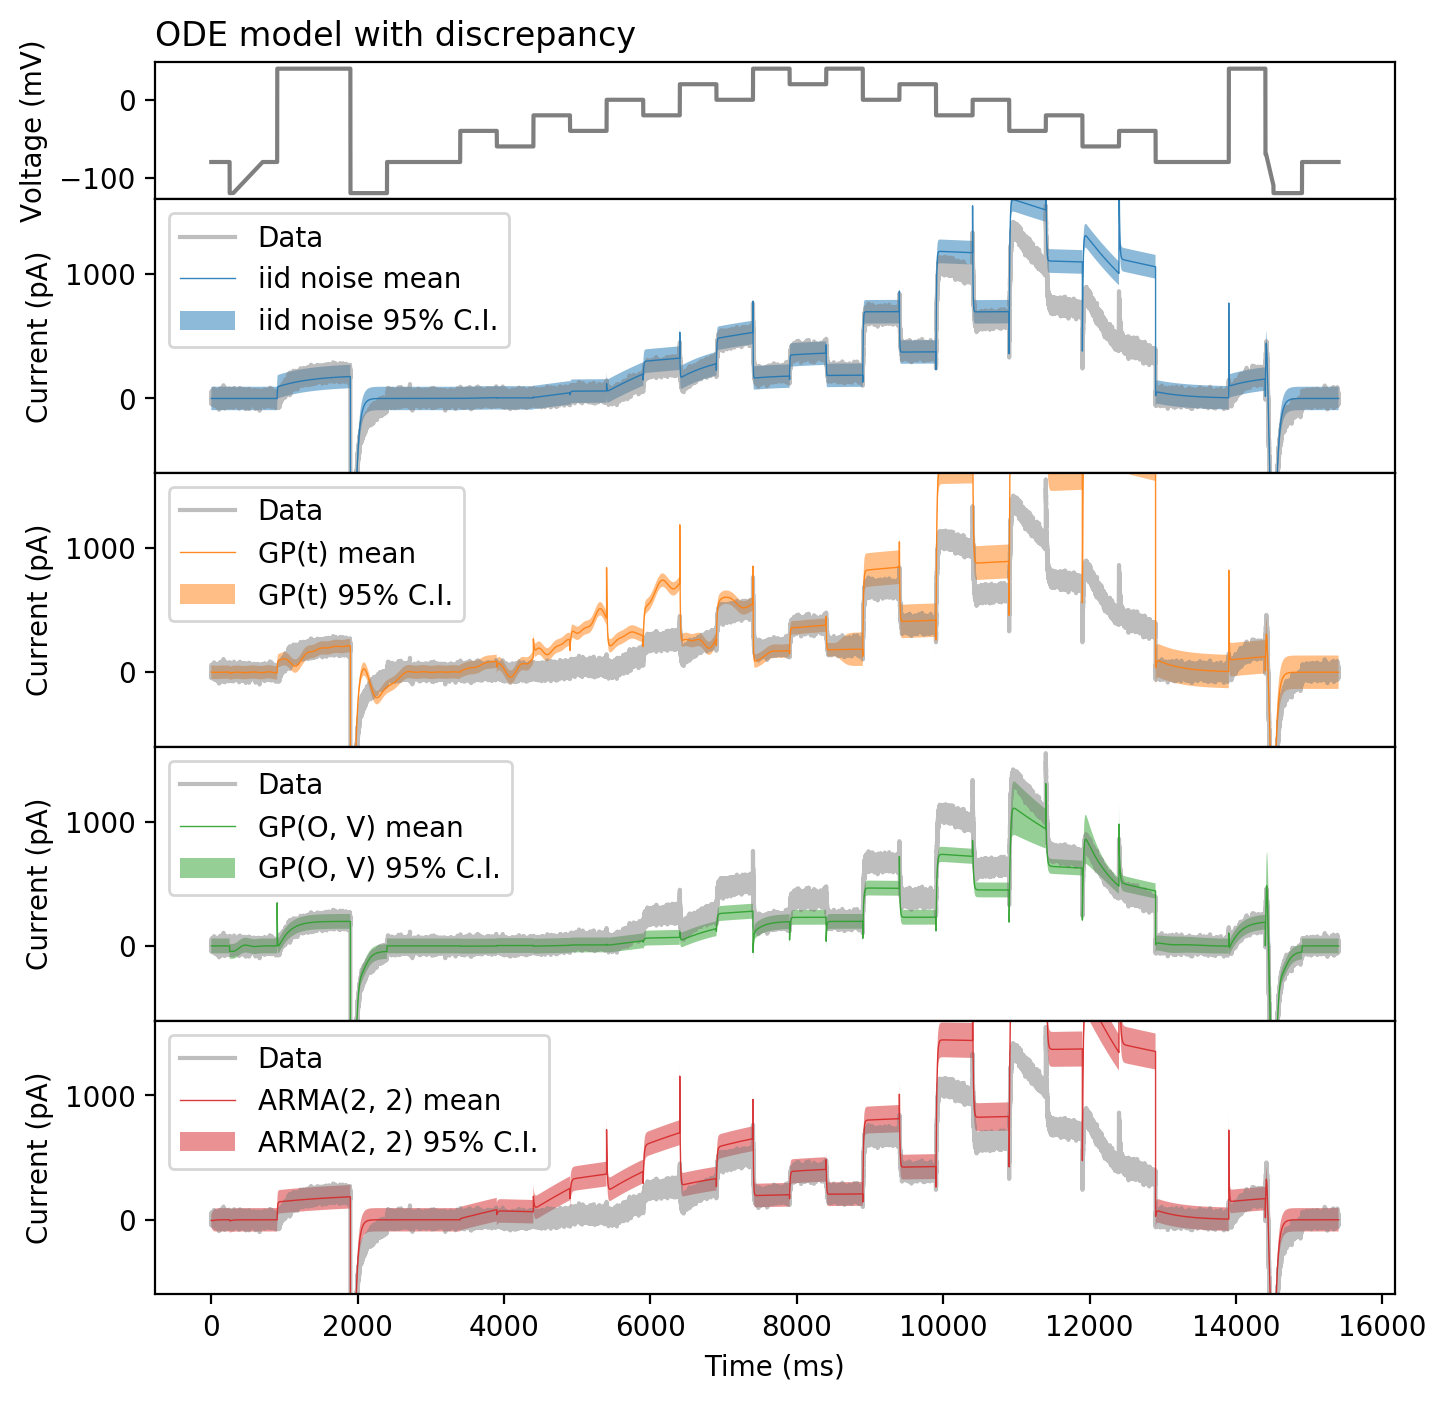 ODE model with discrepancy
Voltage (mV)
0
−100
Current (pA)
1000
0
Data
iid noise mean
iid noise 95% C.I.
Current (pA)
1000
0
Data
GP(t) mean
GP(t) 95% C.I.
Current (pA)
1000
0
Data
GP(O, V) mean
GP(O, V) 95% C.I.
Current (pA)
1000
0
Data
ARMA(2, 2) mean
ARMA(2, 2) 95% C.I.
0 2000 4000 6000 8000 10000 12000 14000 16000
Time (ms)